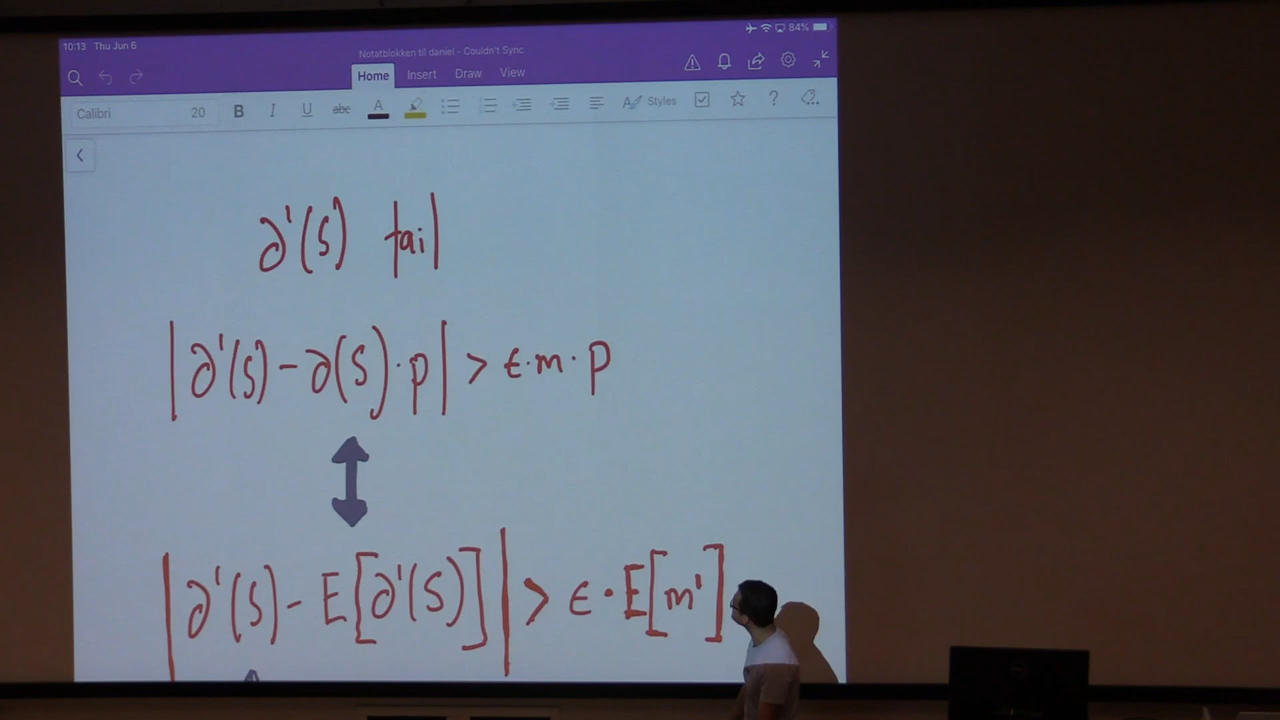 10:13 Thu Jun 6 84%
Notatblokken til daniel - Couldn't Sync
Home Insert Draw View
Calibri 20 B I U abc A Styles ?
∂'(S) fail
|∂'(S) - ∂(S)·p| > ϵ·m·p
|∂'(S) - E[∂'(S)]| > ϵ·E[m']